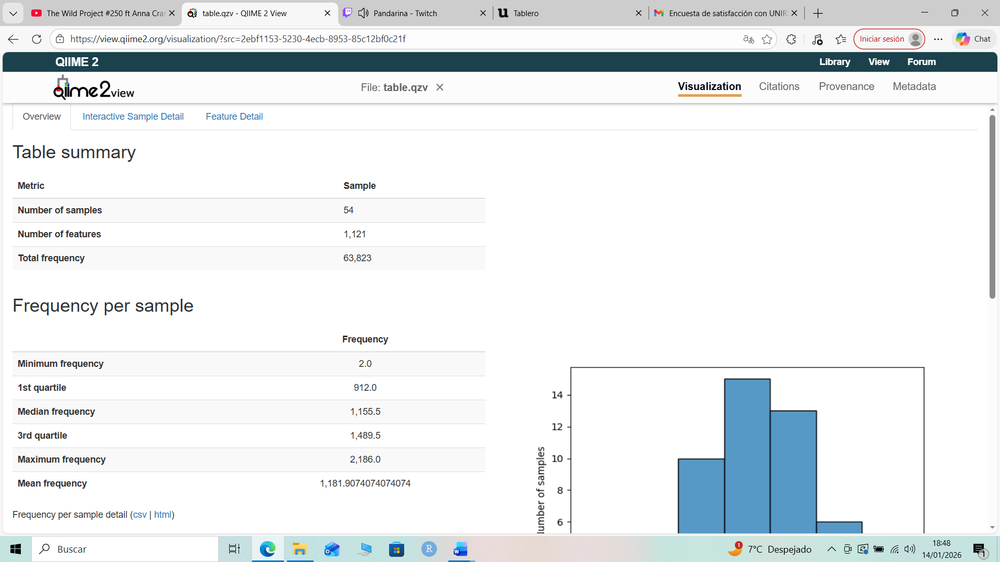 The Wild Project #250 ft Anna Cra
table.qzv - QIIME 2 View
Pandarina - Twitch
Tablero
Encuesta de satisfacción con UNIR
https://view.qiime2.org/visualization/?src=2ebf1153-5230-4ecb-8953-85c12bf0c21f
Iniciar sesión
Chat
QIIME 2
Library
View
Forum
qiime2view
File: table.qzv
Visualization
Citations
Provenance
Metadata
Overview
Interactive Sample Detail
Feature Detail
Table summary
Metric Sample
Number of samples 54
Number of features 1,121
Total frequency 63,823
Frequency per sample
Frequency
Minimum frequency 2.0
1st quartile 912.0
Median frequency 1,155.5
3rd quartile 1,489.5
Maximum frequency 2,186.0
Mean frequency 1,181.9074074074074
Frequency per sample detail (csv | html)
14
12
10
8
6
Number of samples
Buscar
R
1
7°C Despejado
18:48
14/01/2026
1